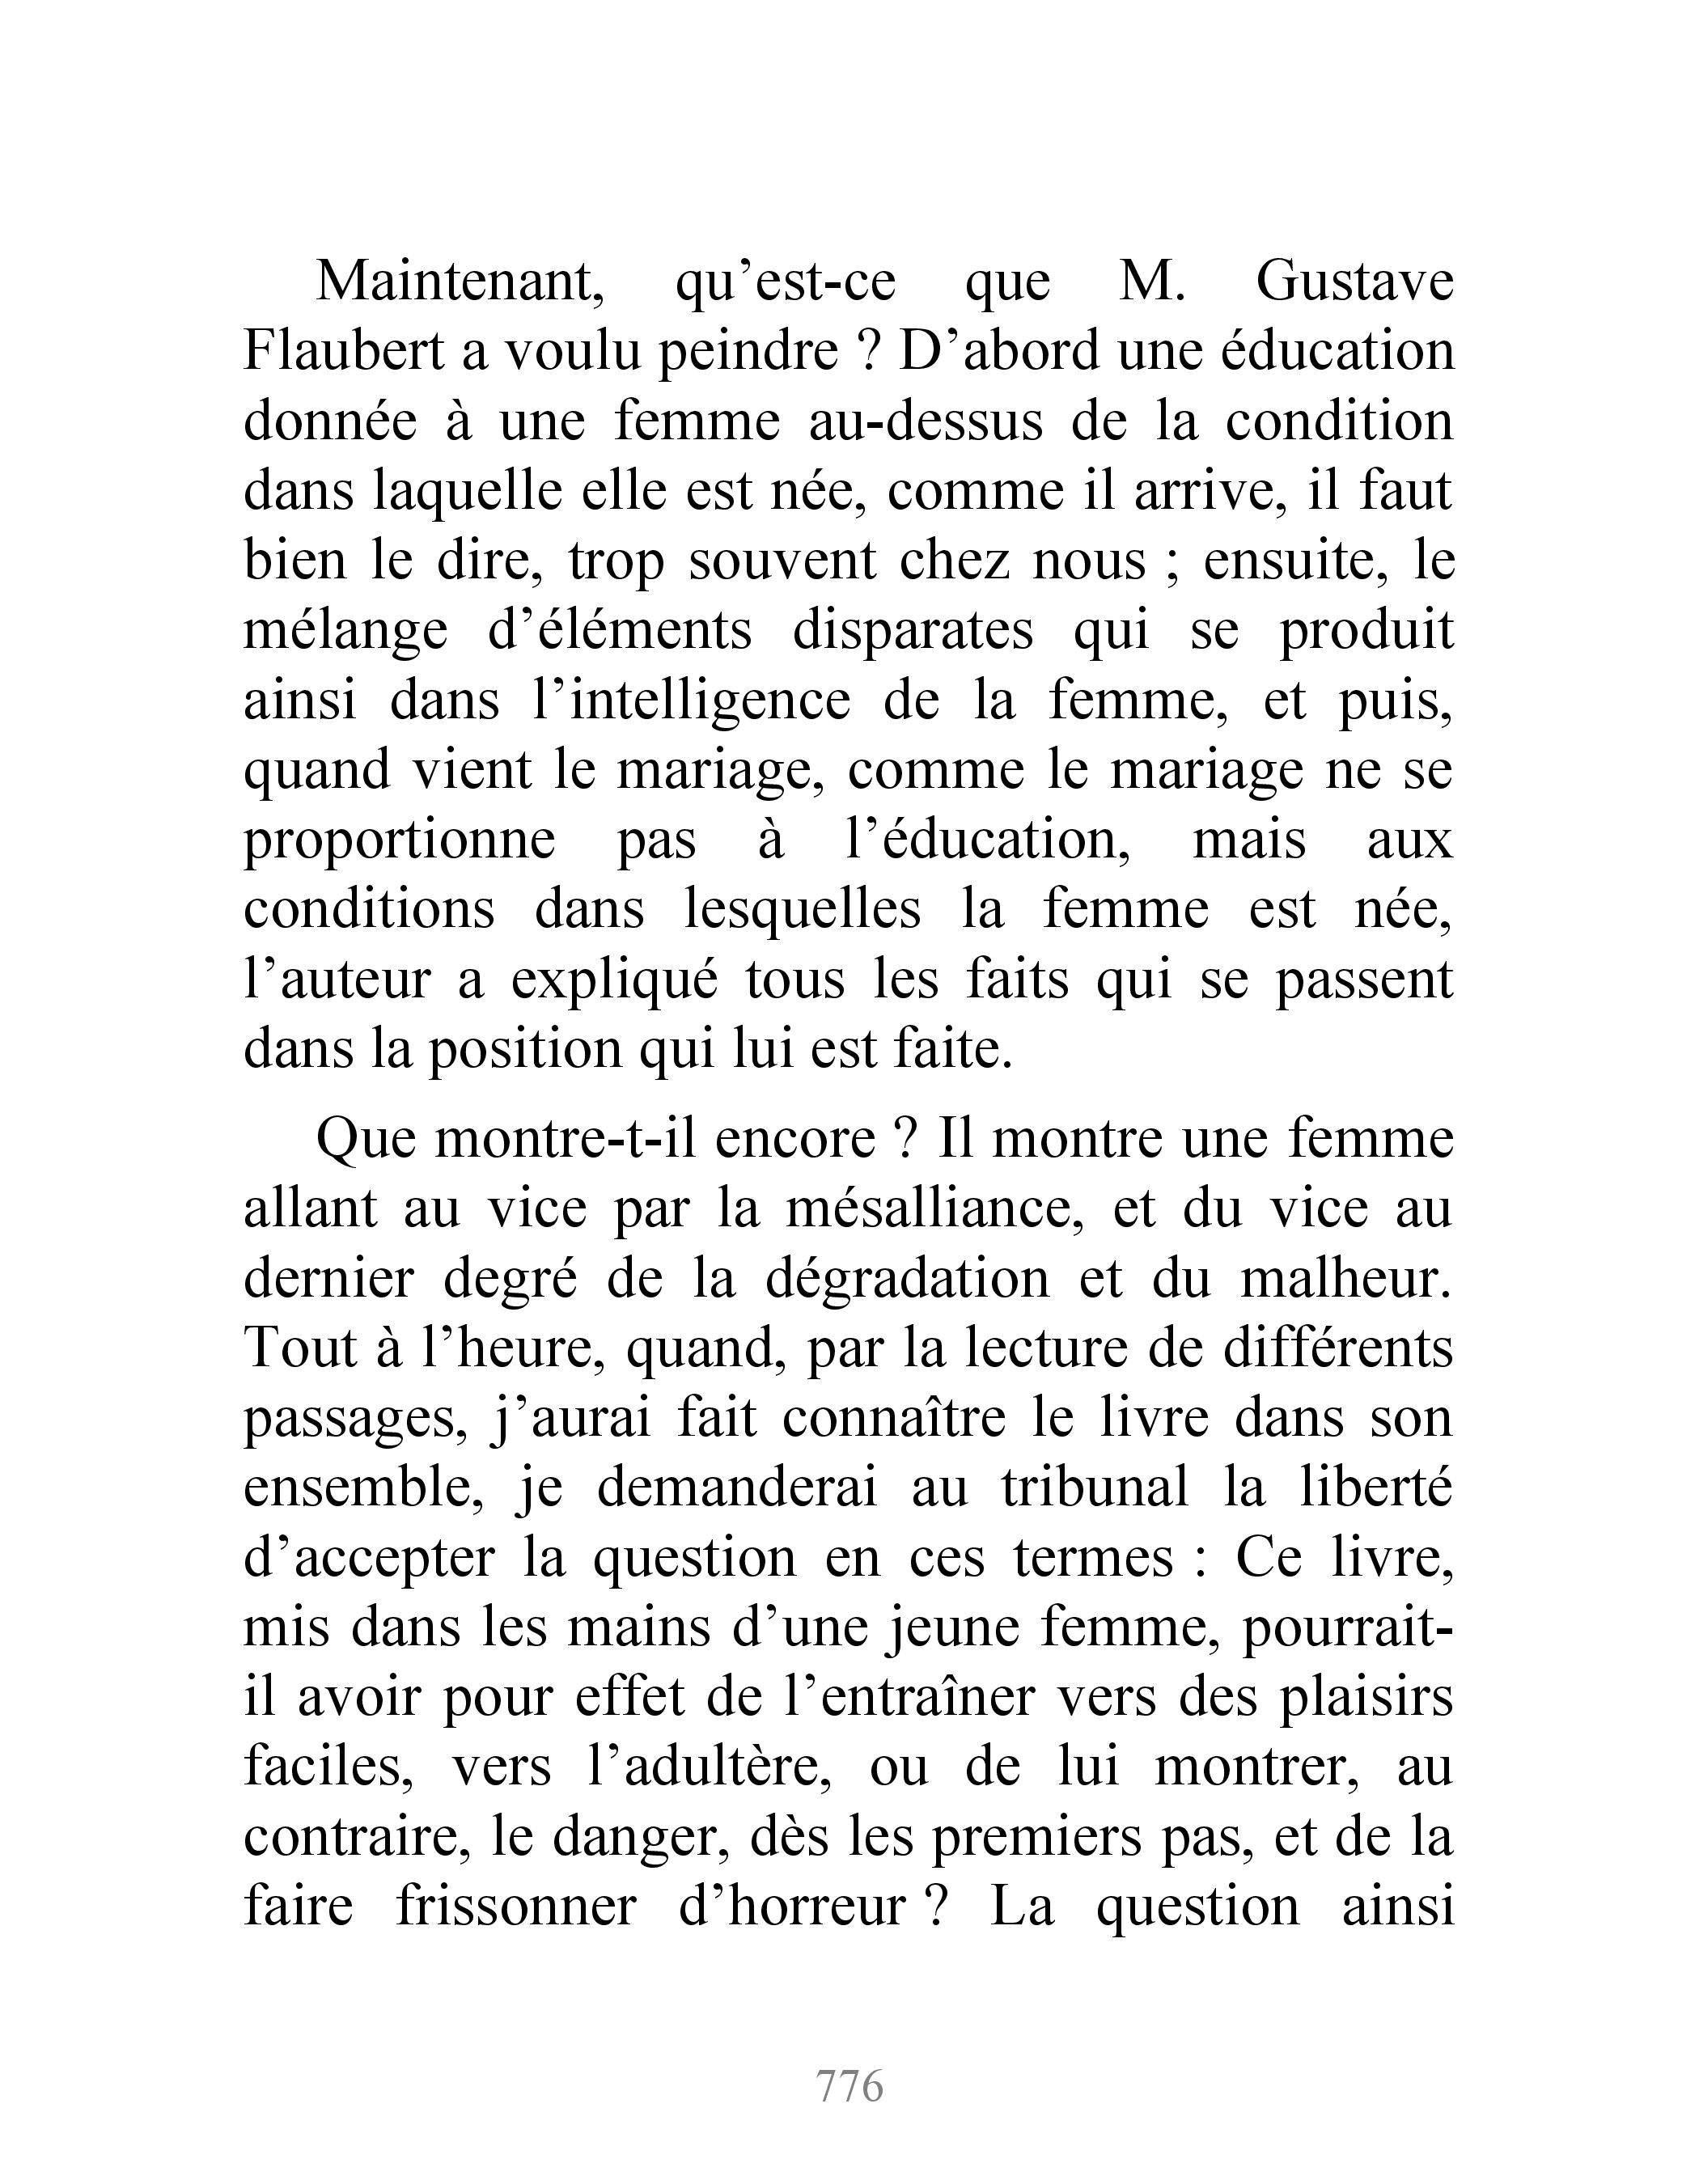 Maintenant, qu’est-ce que M. Gustave
Flaubert a voulu peindre ? D’abord une éducation
donnée à une femme au-dessus de la condition
dans laquelle elle est née, comme il arrive, il faut
bien le dire, trop souvent chez nous ; ensuite, le
mélange d’éléments disparates qui se produit
ainsi dans l’intelligence de la femme, et puis,
quand vient le mariage, comme le mariage ne se
proportionne pas à l’éducation, mais aux
conditions dans lesquelles la femme est née,
l’auteur a expliqué tous les faits qui se passent
dans la position qui lui est faite.
Que montre-t-il encore ? Il montre une femme
allant au vice par la mésalliance, et du vice au
dernier degré de la dégradation et du malheur.
Tout à l’heure, quand, par la lecture de différents
passages, j’aurai fait connaître le livre dans son
ensemble, je demanderai au tribunal la liberté
d’accepter la question en ces termes : Ce livre,
mis dans les mains d’une jeune femme, pourrait-
il avoir pour effet de l’entraîner vers des plaisirs
faciles, vers l’adultère, ou de lui montrer, au
contraire, le danger, dès les premiers pas, et de la
faire frissonner d’horreur ? La question ainsi
776